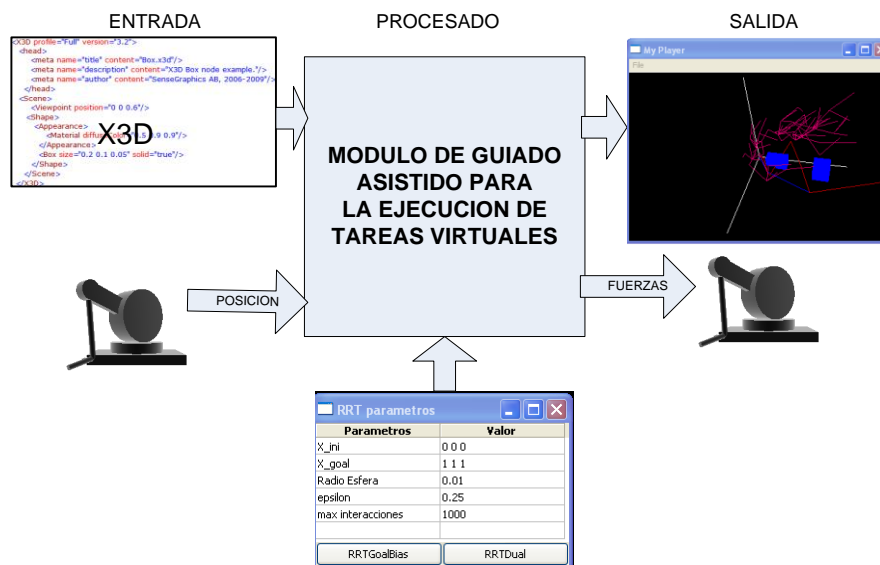 ENTRADA
PROCESADO
SALIDA
<X3D profile="Full" version="3.2">
<head>
<meta name="title" content="Box.x3d"/>
<meta name="description" content="X3D Box node example."/>
<meta name="author" content="SenseGraphics AB, 2006-2009"/>
</head>
<Scene>
<Viewpoint position="0 0 0.6"/>
<Shape>
<Appearance>
<Material 0.9"/>
X3D
</Appearance>
<Box size="0.2 0.1 0.05" solid="true"/>
</Shape>
</Scene>
</X3D>
MODULO DE GUIADO
ASISTIDO PARA
LA EJECUCION DE
TAREAS VIRTUALES
My Player
File
POSICION
FUERZAS
RRT parametros
Parametros Valor
X_ini 0 0 0
X_goal 1 1 1
Radio Esfera 0.01
epsilon 0.25
max interacciones 1000
RRTGoalBias RRTDual